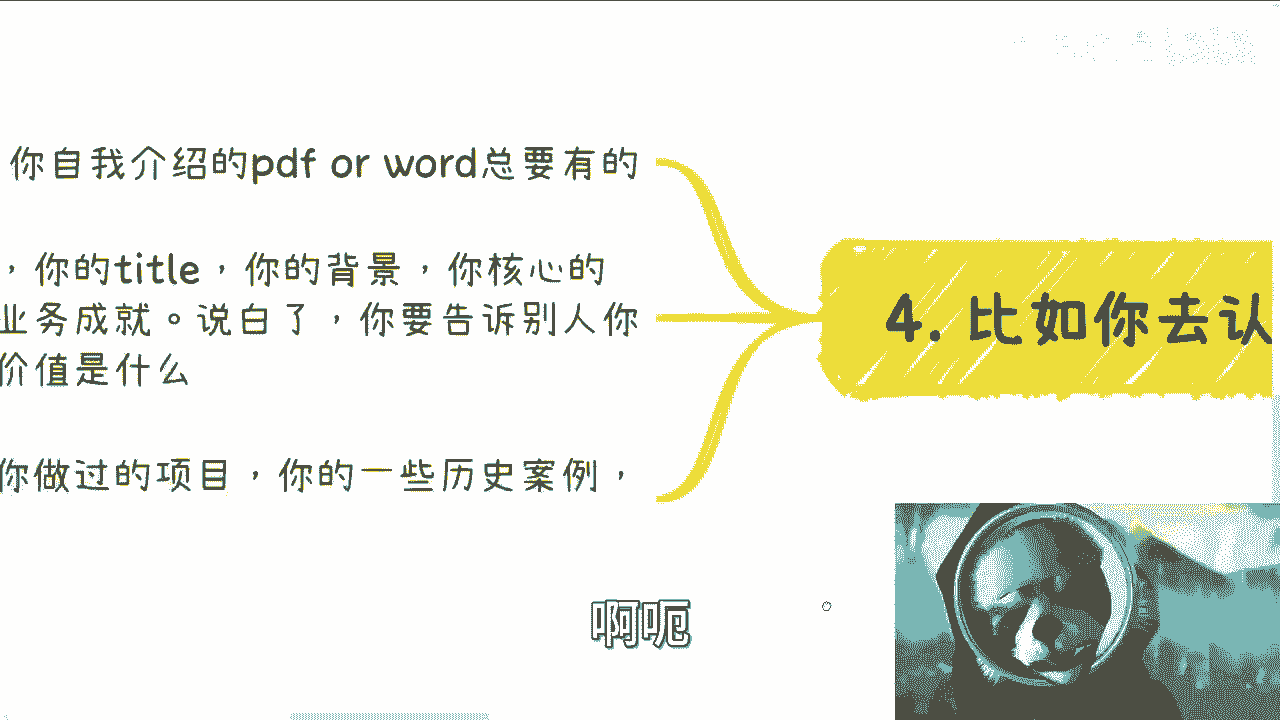 你自我介绍的pdf or word总要有的
，你的title，你的背景，你核心的
业务成就。说白了，你要告诉别人你
价值是什么
你做过的项目，你的一些历史案例，
4. 比如你去认
啊呃